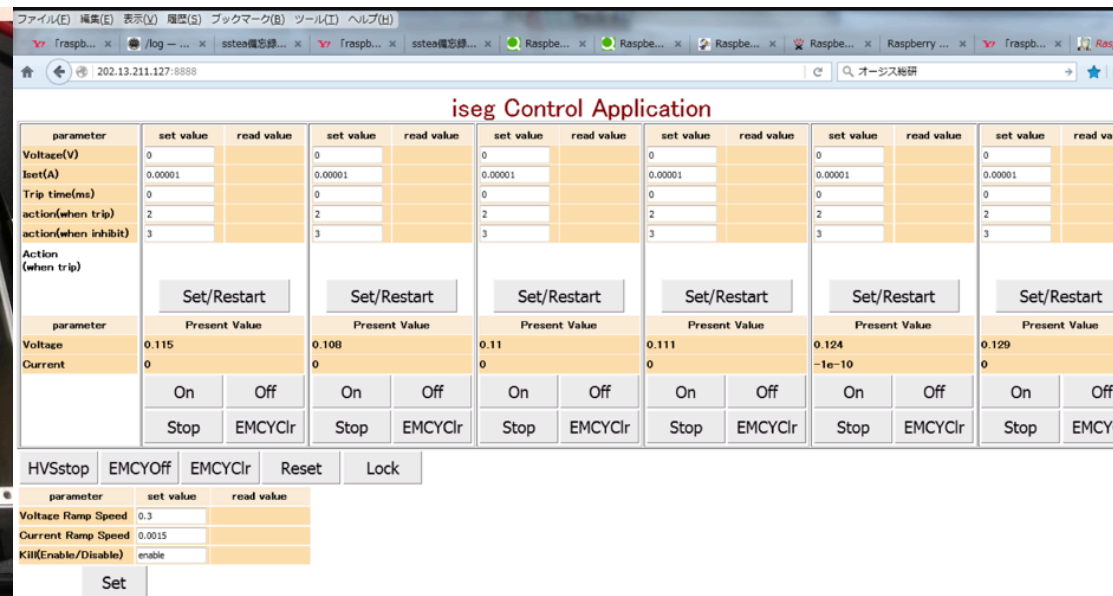 ファイル(F) 編集(E) 表示(V) 履歴(S) ブックマーク(B) ツール(T) ヘルプ(H)
「raspb... × /log — ... × sstea備忘録... × 「raspb... × sstea備忘録... × Raspbe... × Raspbe... × Raspbe... × Raspbe... × Raspberry ... × 「raspb... × Rasp
202.13.211.127:8888 オージス総研
iseg Control Application
parameter set value read value set value read value set value read value set value read value set value read value set value read va
Voltage(V) 0 0 0 0 0 0
Iset(A) 0.00001 0.00001 0.00001 0.00001 0.00001 0.00001
Trip time(ms) 0 0 0 0 0 0
action(when trip) 2 2 2 2 2 2
action(when inhibit) 3 3 3 3 3 3
Action
(when trip)
Set/Restart Set/Restart Set/Restart Set/Restart Set/Restart Set/Restart
parameter Present Value Present Value Present Value Present Value Present Value Present Value
Voltage 0.115 0.108 0.11 0.111 0.124 0.129
Current 0 0 0 0 -1e-10 0
On Off On Off On Off On Off On Off On Off
Stop EMCYClr Stop EMCYClr Stop EMCYClr Stop EMCYClr Stop EMCYClr Stop EMCY
HVSstop EMCYOff EMCYClr Reset Lock
parameter set value read value
Voltage Ramp Speed 0.3
Current Ramp Speed 0.0015
Kill(Enable/Disable) enable
Set